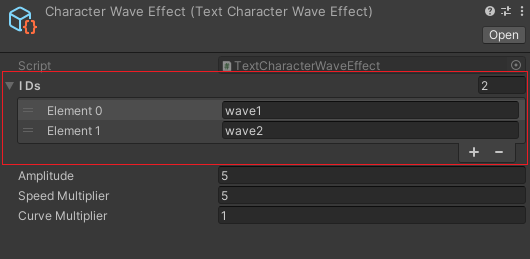 Character Wave Effect (Text Character Wave Effect)
Open
Script TextCharacterWaveEffect
I Ds 2
Element 0 wave1
Element 1 wave2
Amplitude 5
Speed Multiplier 5
Curve Multiplier 1